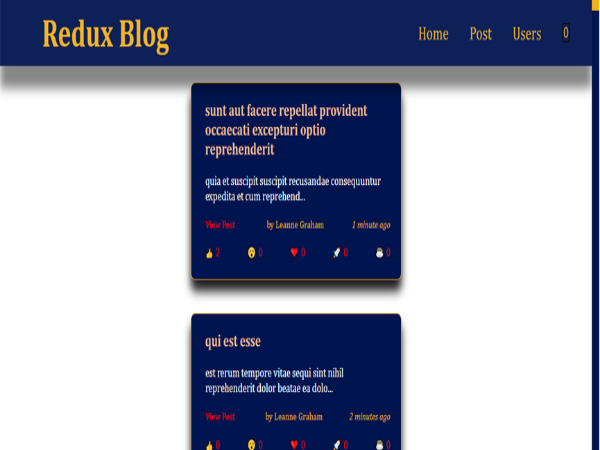 Redux Blog
Home Post Users 0
sunt aut facere repellat provident
occaecati excepturi optio
reprehenderit
quia et suscipit suscipit recusandae consequuntur
expedita et cum reprehend...
View Post by Leanne Graham 1 minute ago
👍 2 😮 0 ❤️ 0 🚀 0 ☕ 0
qui est esse
est rerum tempore vitae sequi sint nihil
reprehenderit dolor beatae ea dolo...
View Post by Leanne Graham 2 minutes ago
👍 0 😮 0 ❤️ 0 🚀 0 ☕ 0